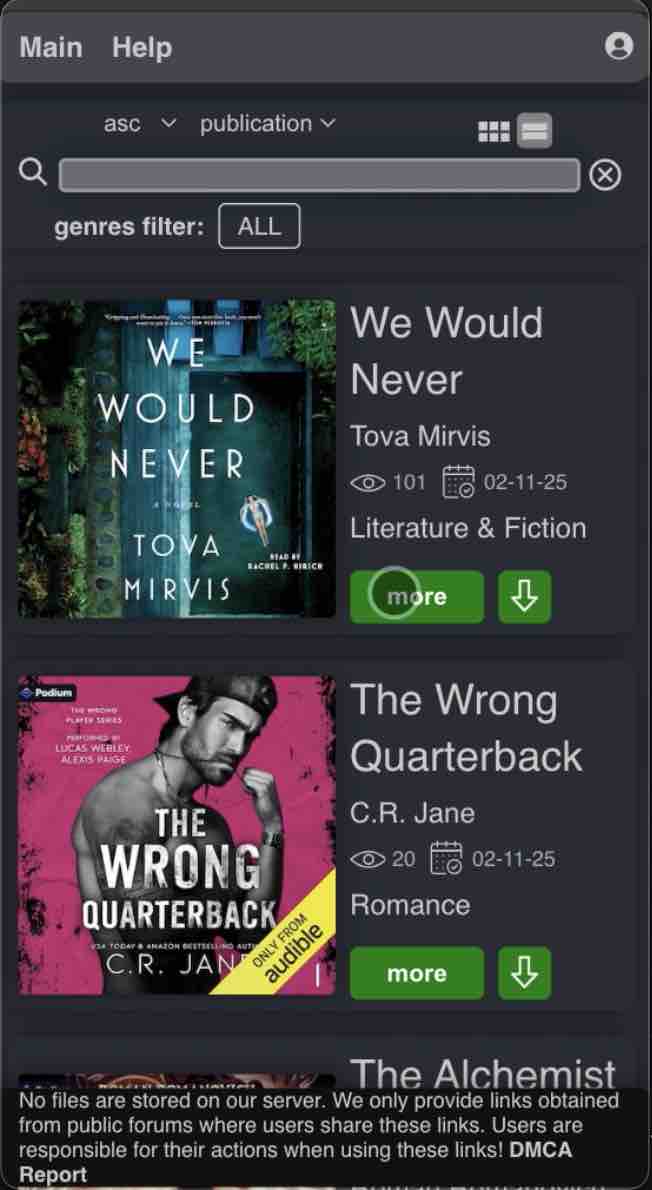 Main Help
asc publication
genres filter: ALL
WE
WOULD
NEVER
A NOVEL
TOVA
MIRVIS
READ BY
RACHEL F. HIRSCH
We Would
Never
Tova Mirvis
101 02-11-25
Literature & Fiction
more
Podium
THE WRONG
PLAYER SERIES
PERFORMED BY
LUCAS WEBLEY,
ALEXIS PAIGE
THE
WRONG
QUARTERBACK
USA TODAY & AMAZON BESTSELLING
C.R. JANE
ONLY FROM
audible
The Wrong
Quarterback
C.R. Jane
20 02-11-25
Romance
more
The Alchemist
No files are stored on our server. We only provide links obtained
from public forums where users share these links. Users are
responsible for their actions when using these links! DMCA
Report